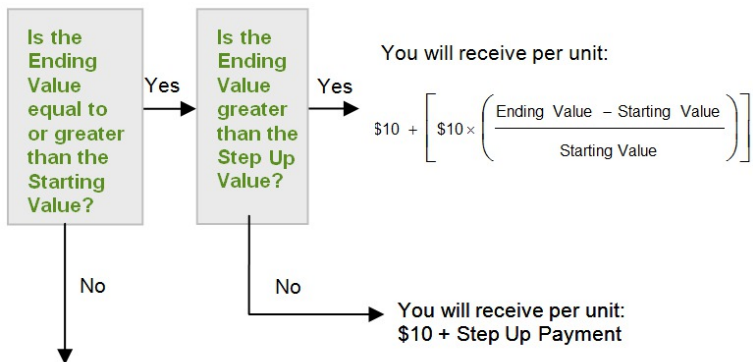 Is the
Ending
Value
equal to
or greater
than the
Starting
Value?
Yes
Is the
Ending
Value
greater
than the
Step Up
Value?
Yes
You will receive per unit:
$10 + [ $10 × ( Ending Value – Starting Value
Starting Value ) ]
No
No
You will receive per unit:
$10 + Step Up Payment